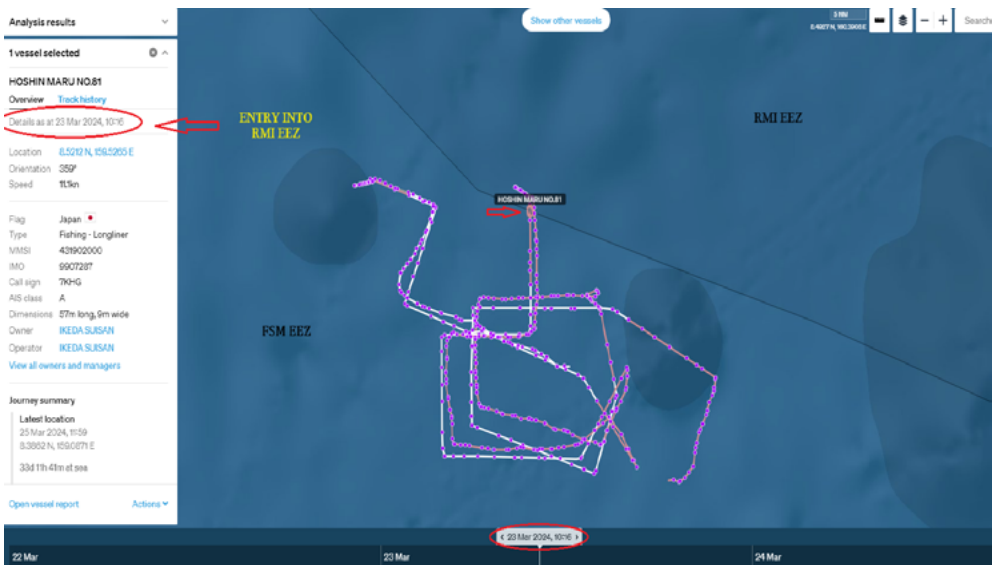 Analysis results
1 vessel selected
HOSHIN MARU NO.81
Overview Track history
Details as at 23 Mar 2024, 10:16
Location 8.5212 N, 159.5265 E
Orientation 359°
Speed 11.1kn
Flag Japan
Type Fishing - Longliner
MMSI 431902000
IMO 9907287
Call sign 7KHG
AIS class A
Dimensions 57m long, 9m wide
Owner IKEDA SUISAN
Operator IKEDA SUISAN
View all owners and managers
Journey summary
Latest location
25 Mar 2024, 11:59
8.3862 N, 159.0871 E
33d 11h 41m at sea
Open vessel report Actions
Show other vessels
3 NM
Search
ENTRY INTO
RMI EEZ
RMI EEZ
HOSHIN MARU NO.81
FSM EEZ
23 Mar 2024, 10:16
22 Mar 23 Mar 24 Mar